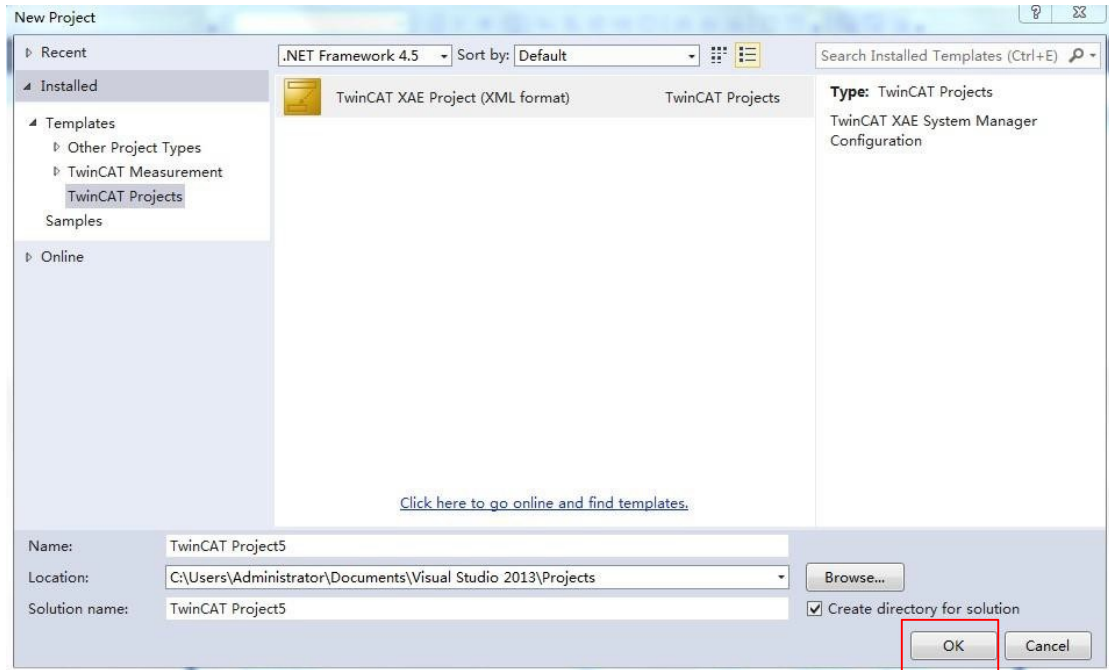 New Project
Recent
.NET Framework 4.5 Sort by: Default
Search Installed Templates (Ctrl+E)
Installed
TwinCAT XAE Project (XML format) TwinCAT Projects
Type: TwinCAT Projects
TwinCAT XAE System Manager
Configuration
Templates
Other Project Types
TwinCAT Measurement
TwinCAT Projects
Samples
Online
Click here to go online and find templates.
Name: TwinCAT Project5
Location: C:\Users\Administrator\Documents\Visual Studio 2013\Projects Browse...
Solution name: TwinCAT Project5 Create directory for solution
OK Cancel